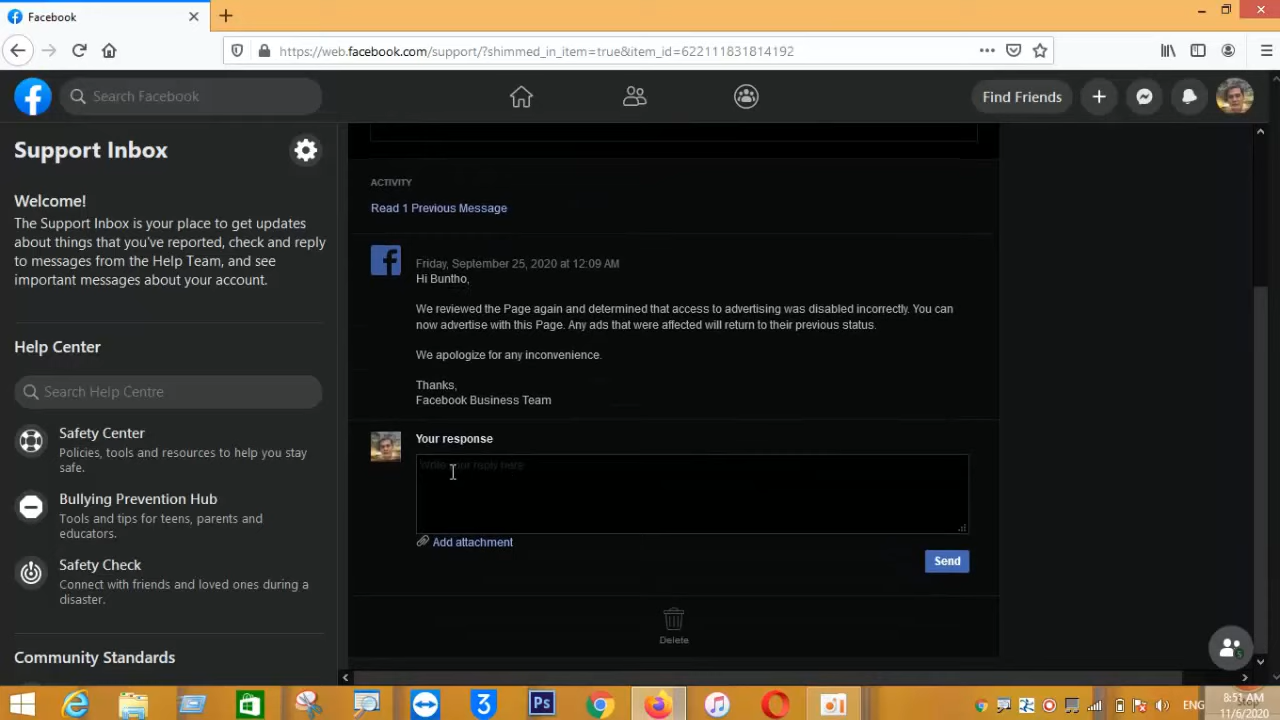 Facebook
https://web.facebook.com/support/?shimmed_in_item=true&item_id=622111831814192
Search Facebook
Find Friends
Support Inbox
Welcome!
The Support Inbox is your place to get updates
about things that you've reported, check and reply
to messages from the Help Team, and see
important messages about your account.
Help Center
Search Help Centre
Safety Center
Policies, tools and resources to help you stay
safe.
Bullying Prevention Hub
Tools and tips for teens, parents and
educators.
Safety Check
Connect with friends and loved ones during a
disaster.
Community Standards
ACTIVITY
Read 1 Previous Message
Friday, September 25, 2020 at 12:09 AM
Hi Buntho,
We reviewed the Page again and determined that access to advertising was disabled incorrectly. You can
now advertise with this Page. Any ads that were affected will return to their previous status.
We apologize for any inconvenience.
Thanks,
Facebook Business Team
Your response
Write your reply here
Add attachment
Send
Delete
3
Ps
ENG
8:51 AM
11/6/2020